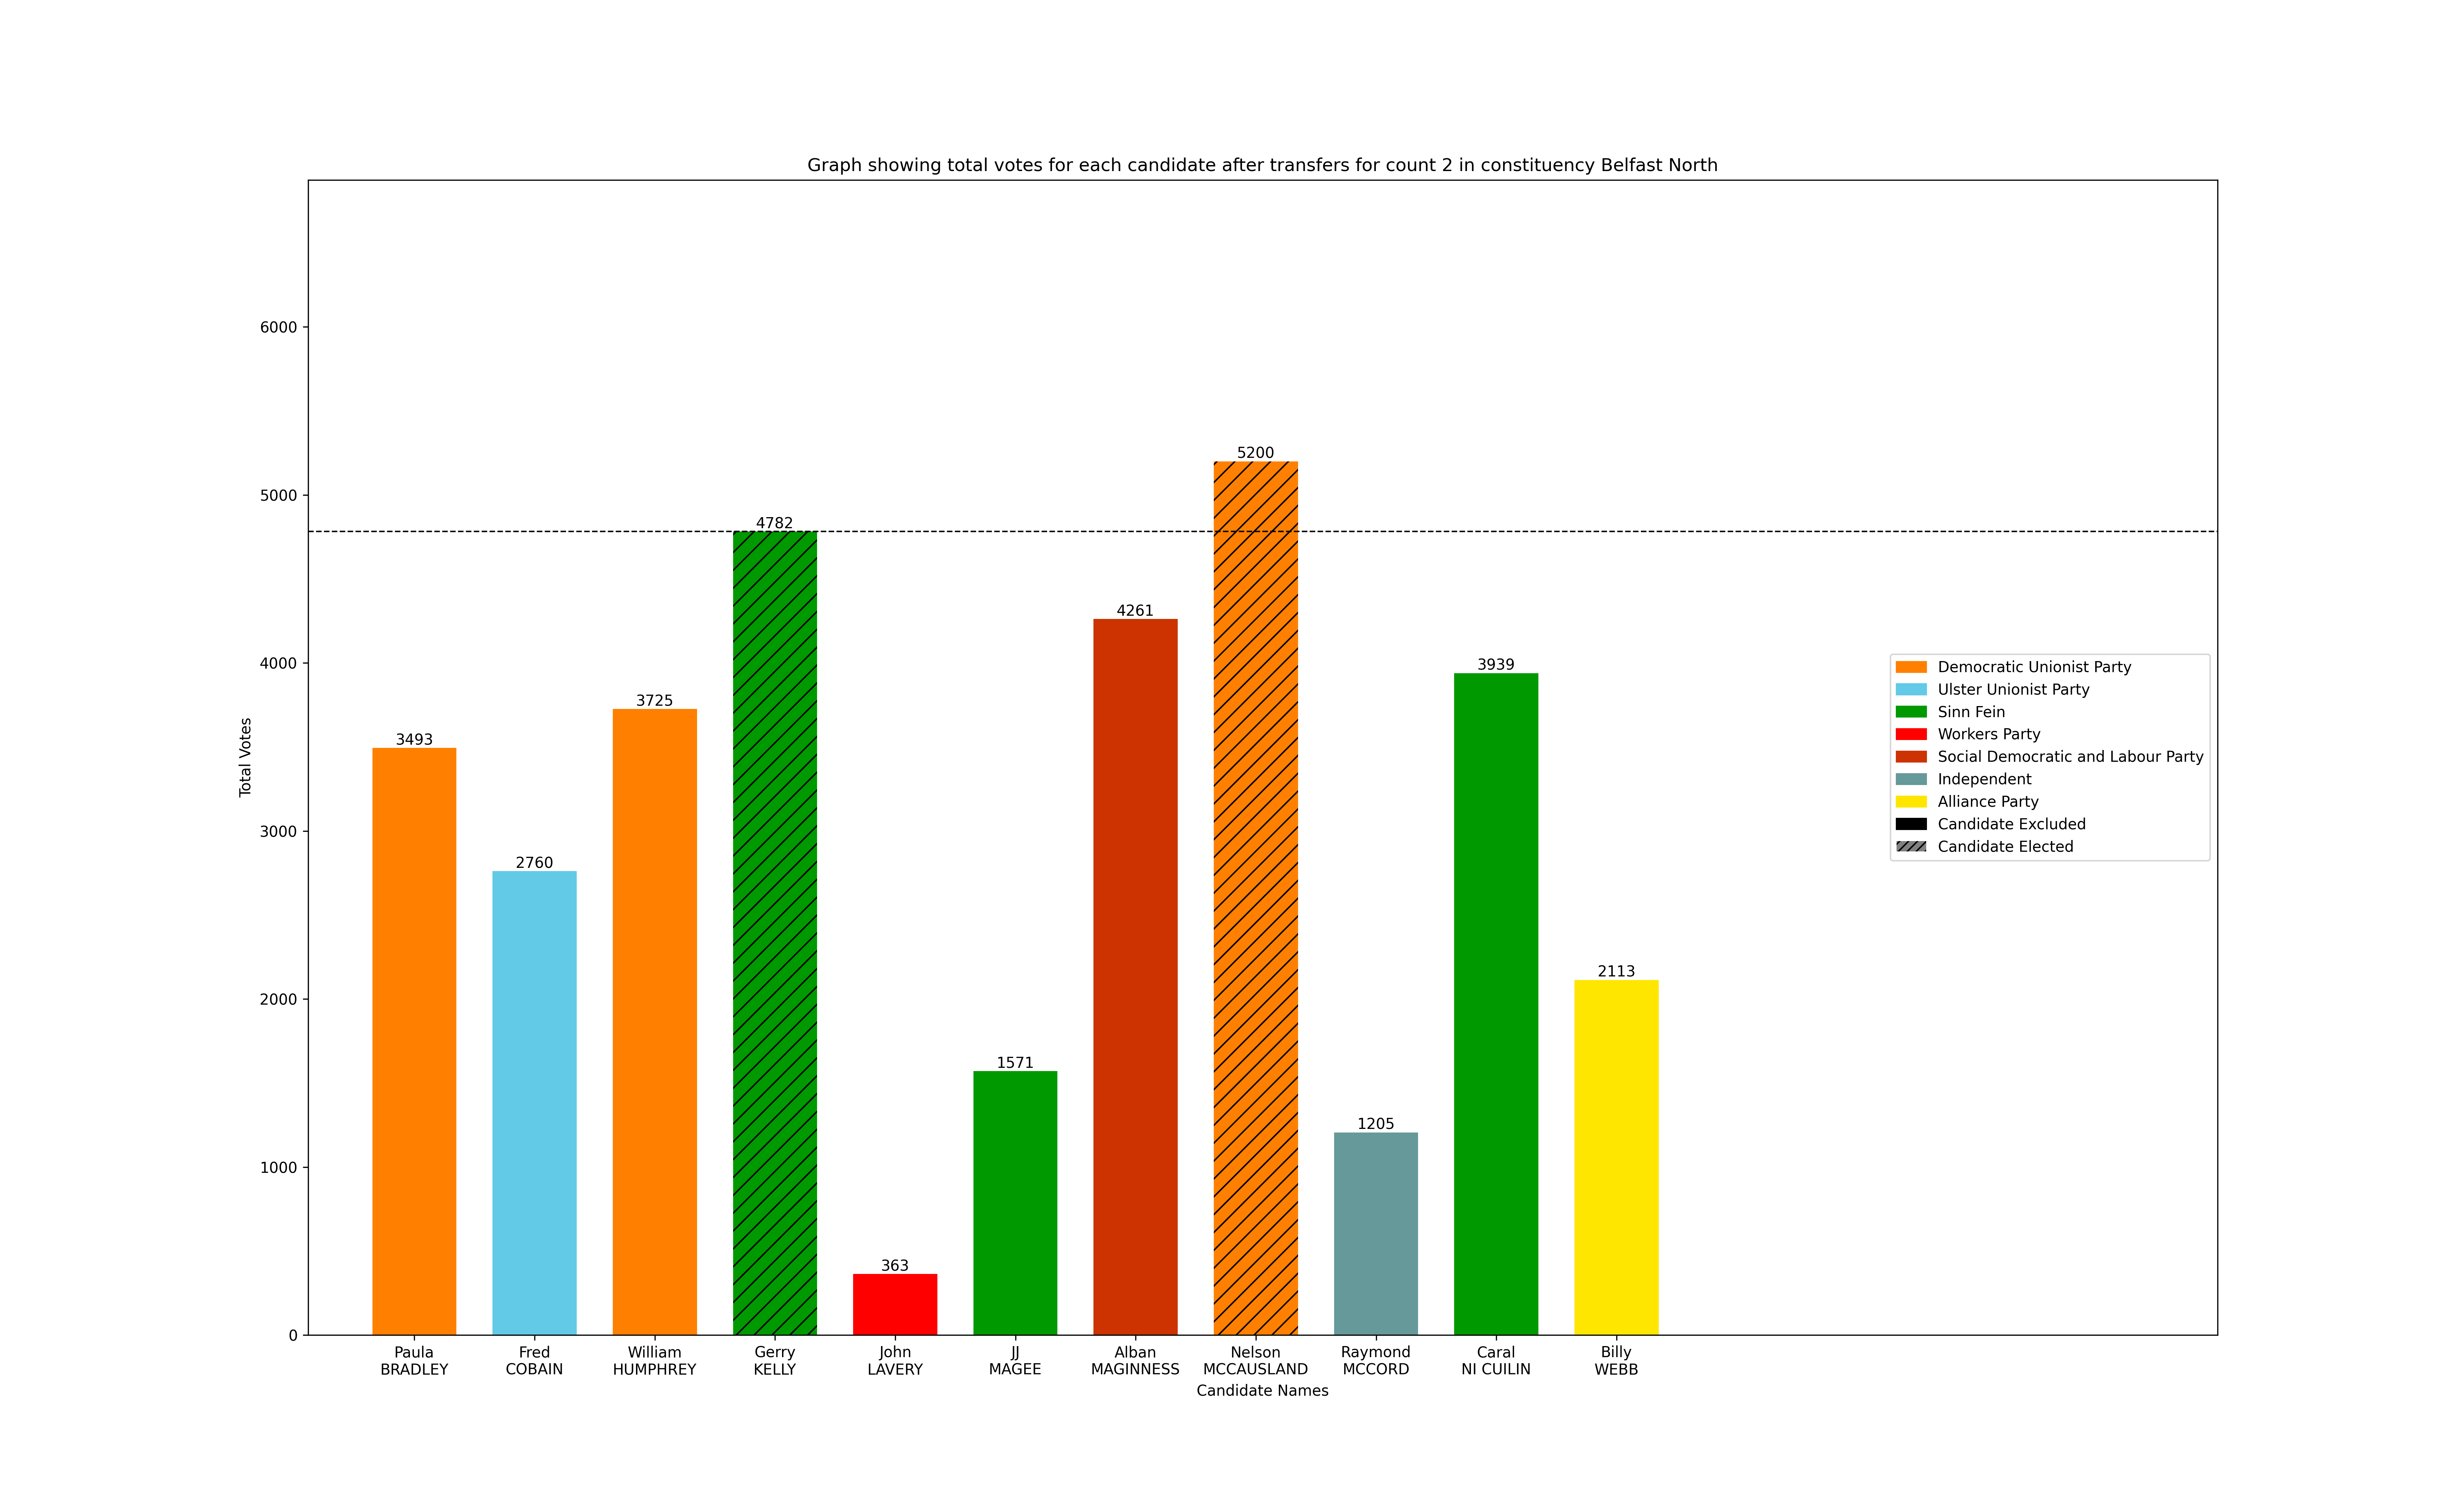 Graph showing total votes for each candidate after transfers for count 2 in constituency Belfast North
Total Votes
6000
5000
4000
3000
2000
1000
0
3493
2760
3725
4782
363
1571
4261
5200
1205
3939
2113
Democratic Unionist Party
Ulster Unionist Party
Sinn Fein
Workers Party
Social Democratic and Labour Party
Independent
Alliance Party
Candidate Excluded
Candidate Elected
Paula
BRADLEY
Fred
COBAIN
William
HUMPHREY
Gerry
KELLY
John
LAVERY
JJ
MAGEE
Alban
MAGINNESS
Nelson
MCCAUSLAND
Raymond
MCCORD
Caral
NI CUILIN
Billy
WEBB
Candidate Names